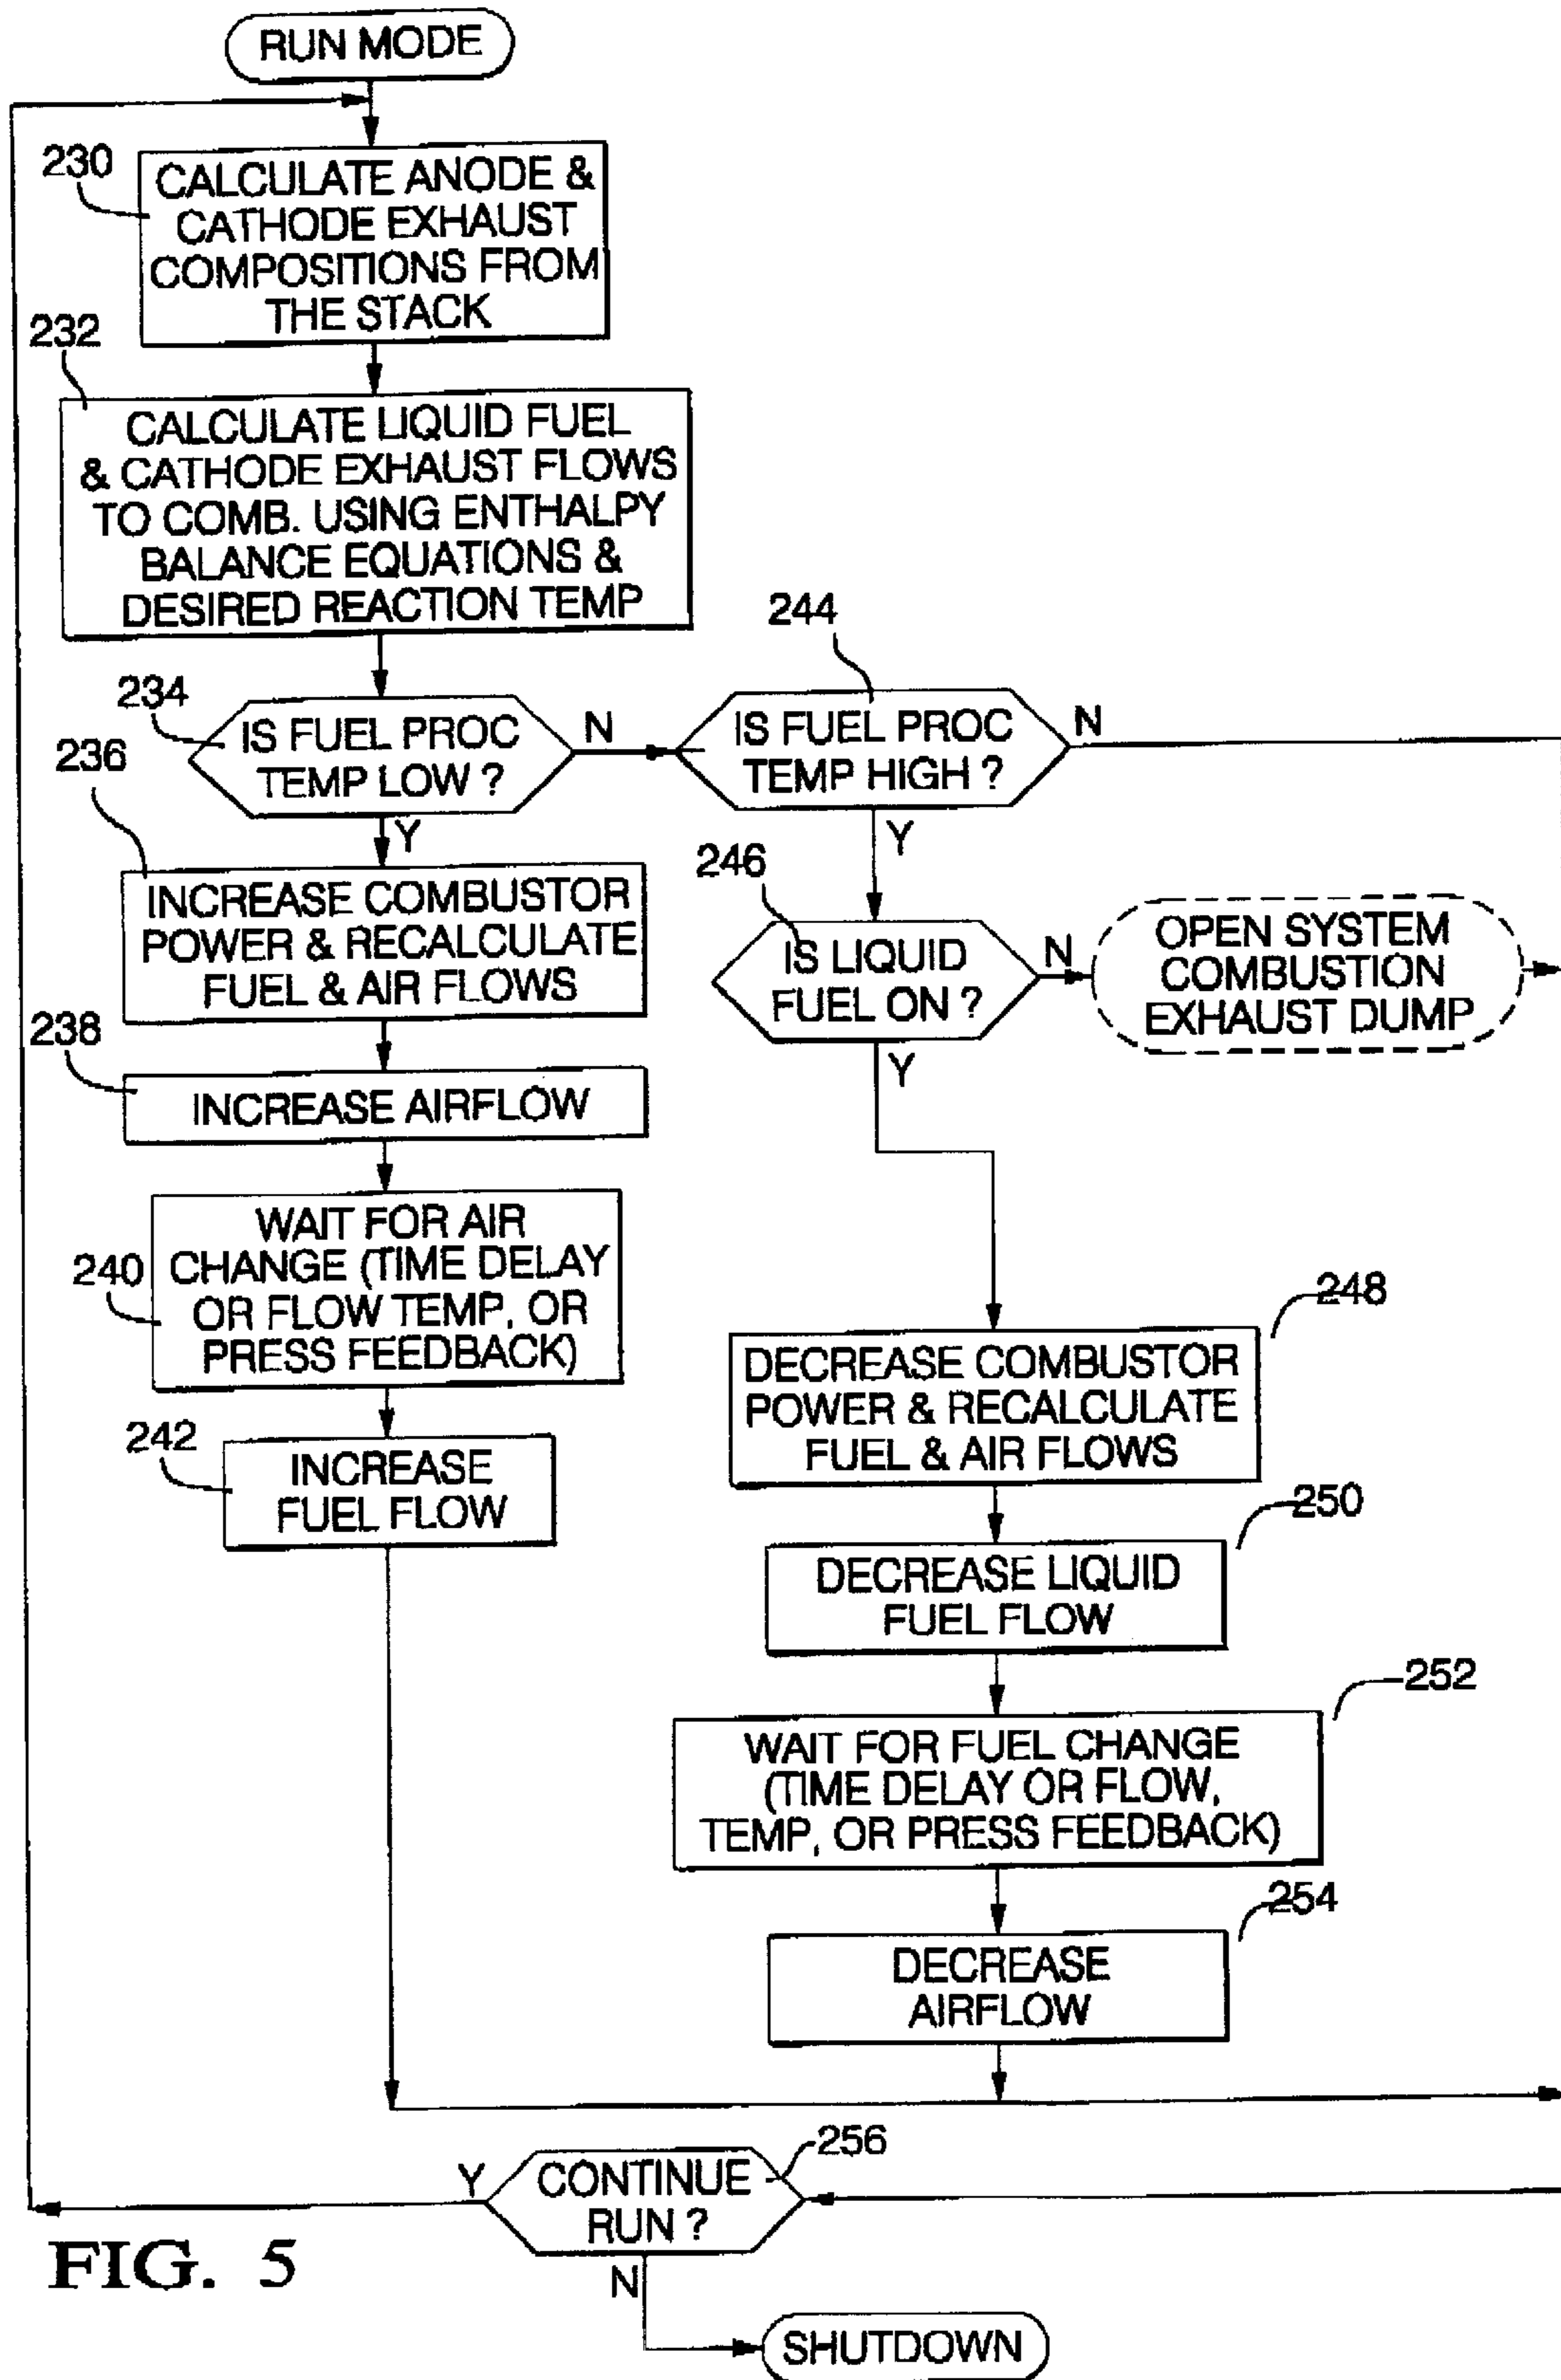 RUN MODE
230
CALCULATE ANODE &
CATHODE EXHAUST
COMPOSITIONS FROM
THE STACK
232
CALCULATE LIQUID FUEL
& CATHODE EXHAUST FLOWS
TO COMB. USING ENTHALPY
BALANCE EQUATIONS &
DESIRED REACTION TEMP
234
IS FUEL PROC
TEMP LOW ?
N
Y
244
IS FUEL PROC
TEMP HIGH ?
N
Y
236
INCREASE COMBUSTOR
POWER & RECALCULATE
FUEL & AIR FLOWS
246
IS LIQUID
FUEL ON ?
N
Y
OPEN SYSTEM
COMBUSTION
EXHAUST DUMP
238
INCREASE AIRFLOW
240
WAIT FOR AIR
CHANGE (TIME DELAY
OR FLOW TEMP, OR
PRESS FEEDBACK)
242
INCREASE
FUEL FLOW
248
DECREASE COMBUSTOR
POWER & RECALCULATE
FUEL & AIR FLOWS
250
DECREASE LIQUID
FUEL FLOW
252
WAIT FOR FUEL CHANGE
(TIME DELAY OR FLOW,
TEMP, OR PRESS FEEDBACK)
254
DECREASE
AIRFLOW
256
CONTINUE
RUN ?
Y
N
SHUTDOWN
FIG. 5